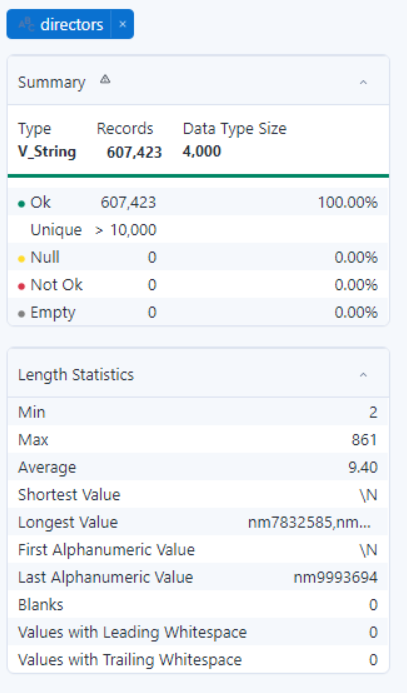 ABC directors ×
Summary
Type Records Data Type Size
V_String 607,423 4,000
Ok 607,423 100.00%
Unique > 10,000
Null 0 0.00%
Not Ok 0 0.00%
Empty 0 0.00%
Length Statistics
Min 2
Max 861
Average 9.40
Shortest Value \N
Longest Value nm7832585,nm...
First Alphanumeric Value \N
Last Alphanumeric Value nm9993694
Blanks 0
Values with Leading Whitespace 0
Values with Trailing Whitespace 0